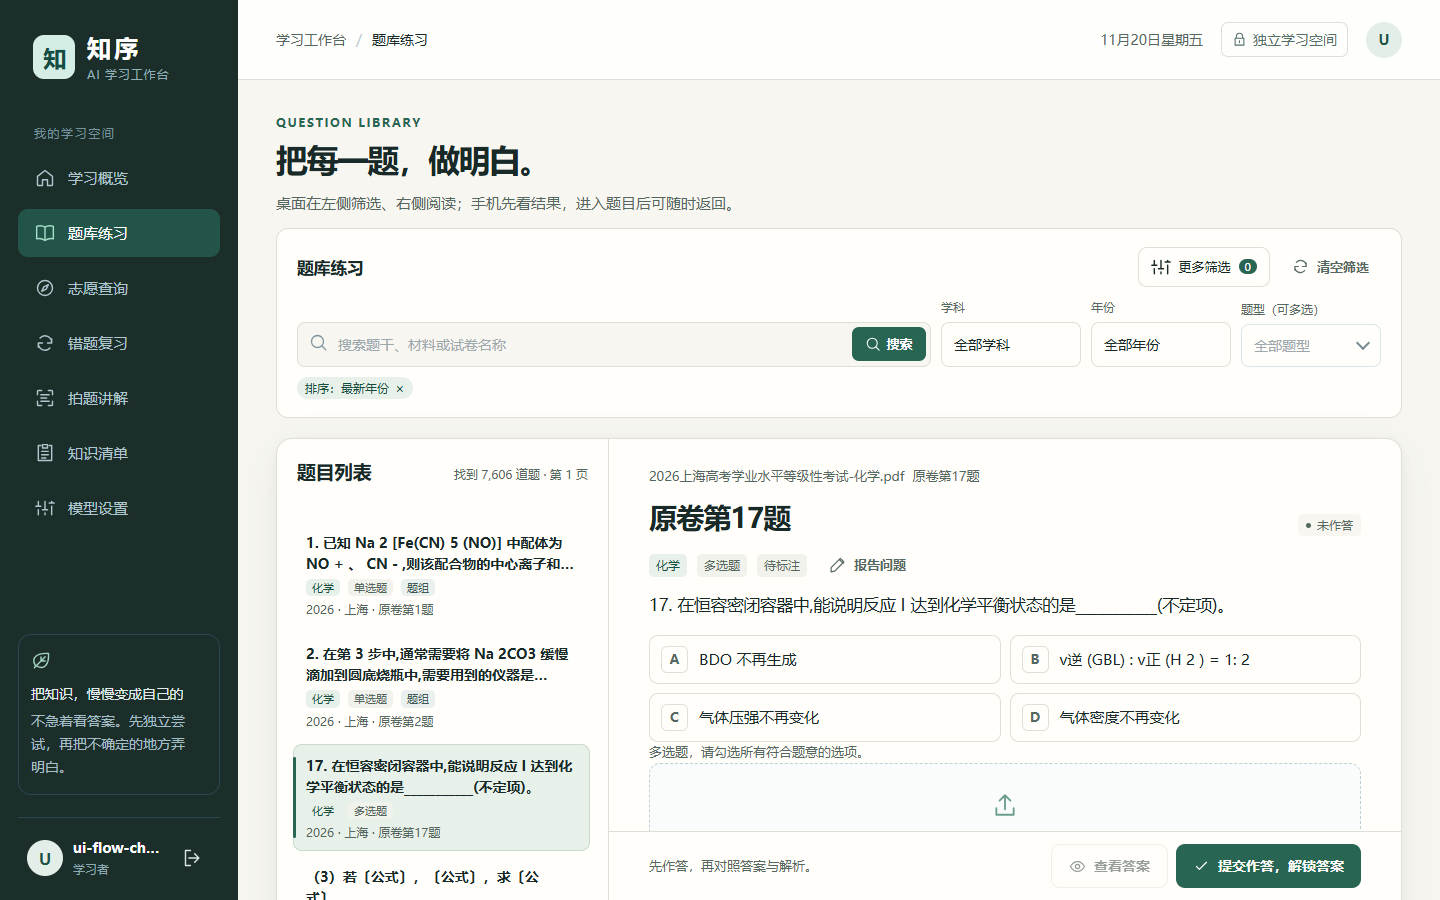 知
知序
AI 学习工作台
我的学习空间
学习概览
题库练习
志愿查询
错题复习
拍题讲解
知识清单
模型设置
把知识，慢慢变成自己的
不急着看答案。先独立尝
试，再把不确定的地方弄
明白。
U
ui-flow-ch...
学习者
学习工作台 / 题库练习
11月20日星期五
独立学习空间
U
QUESTION LIBRARY
把每一题，做明白。
桌面在左侧筛选、右侧阅读；手机先看结果，进入题目后可随时返回。
题库练习
更多筛选 0
清空筛选
搜索题干、材料或试卷名称
搜索
学科
全部学科
年份
全部年份
题型（可多选）
全部题型
排序：最新年份 ×
题目列表
找到 7,606 道题 · 第 1 页
1. 已知 Na 2 [Fe(CN) 5 (NO)] 中配体为
NO + 、 CN - ,则该配合物的中心离子和...
化学 单选题 题组
2026 · 上海 · 原卷第1题
2. 在第 3 步中,通常需要将 Na 2CO3 缓慢
滴加到圆底烧瓶中,需要用到的仪器是...
化学 单选题 题组
2026 · 上海 · 原卷第2题
17. 在恒容密闭容器中,能说明反应 I 达到化
学平衡状态的是__________(不定项)。
化学 多选题
2026 · 上海 · 原卷第17题
（3）若〔公式〕，〔公式〕，求〔公
式〕
2026上海高考学业水平等级性考试-化学.pdf 原卷第17题
原卷第17题
未作答
化学 多选题 待标注 报告问题
17. 在恒容密闭容器中,能说明反应 I 达到化学平衡状态的是__________(不定项)。
A BDO 不再生成
B v逆 (GBL) : v正 (H 2 ) = 1: 2
C 气体压强不再变化
D 气体密度不再变化
多选题，请勾选所有符合题意的选项。
先作答，再对照答案与解析。
查看答案
提交作答，解锁答案